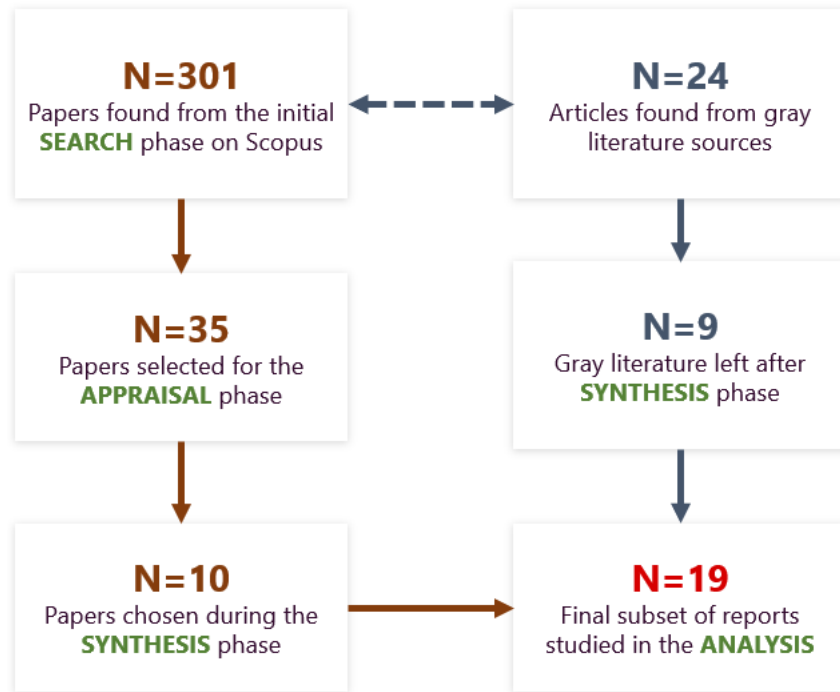 N=301
Papers found from the initial
SEARCH phase on Scopus
N=24
Articles found from gray
literature sources
N=35
Papers selected for the
APPRAISAL phase
N=9
Gray literature left after
SYNTHESIS phase
N=10
Papers chosen during the
SYNTHESIS phase
N=19
Final subset of reports
studied in the ANALYSIS